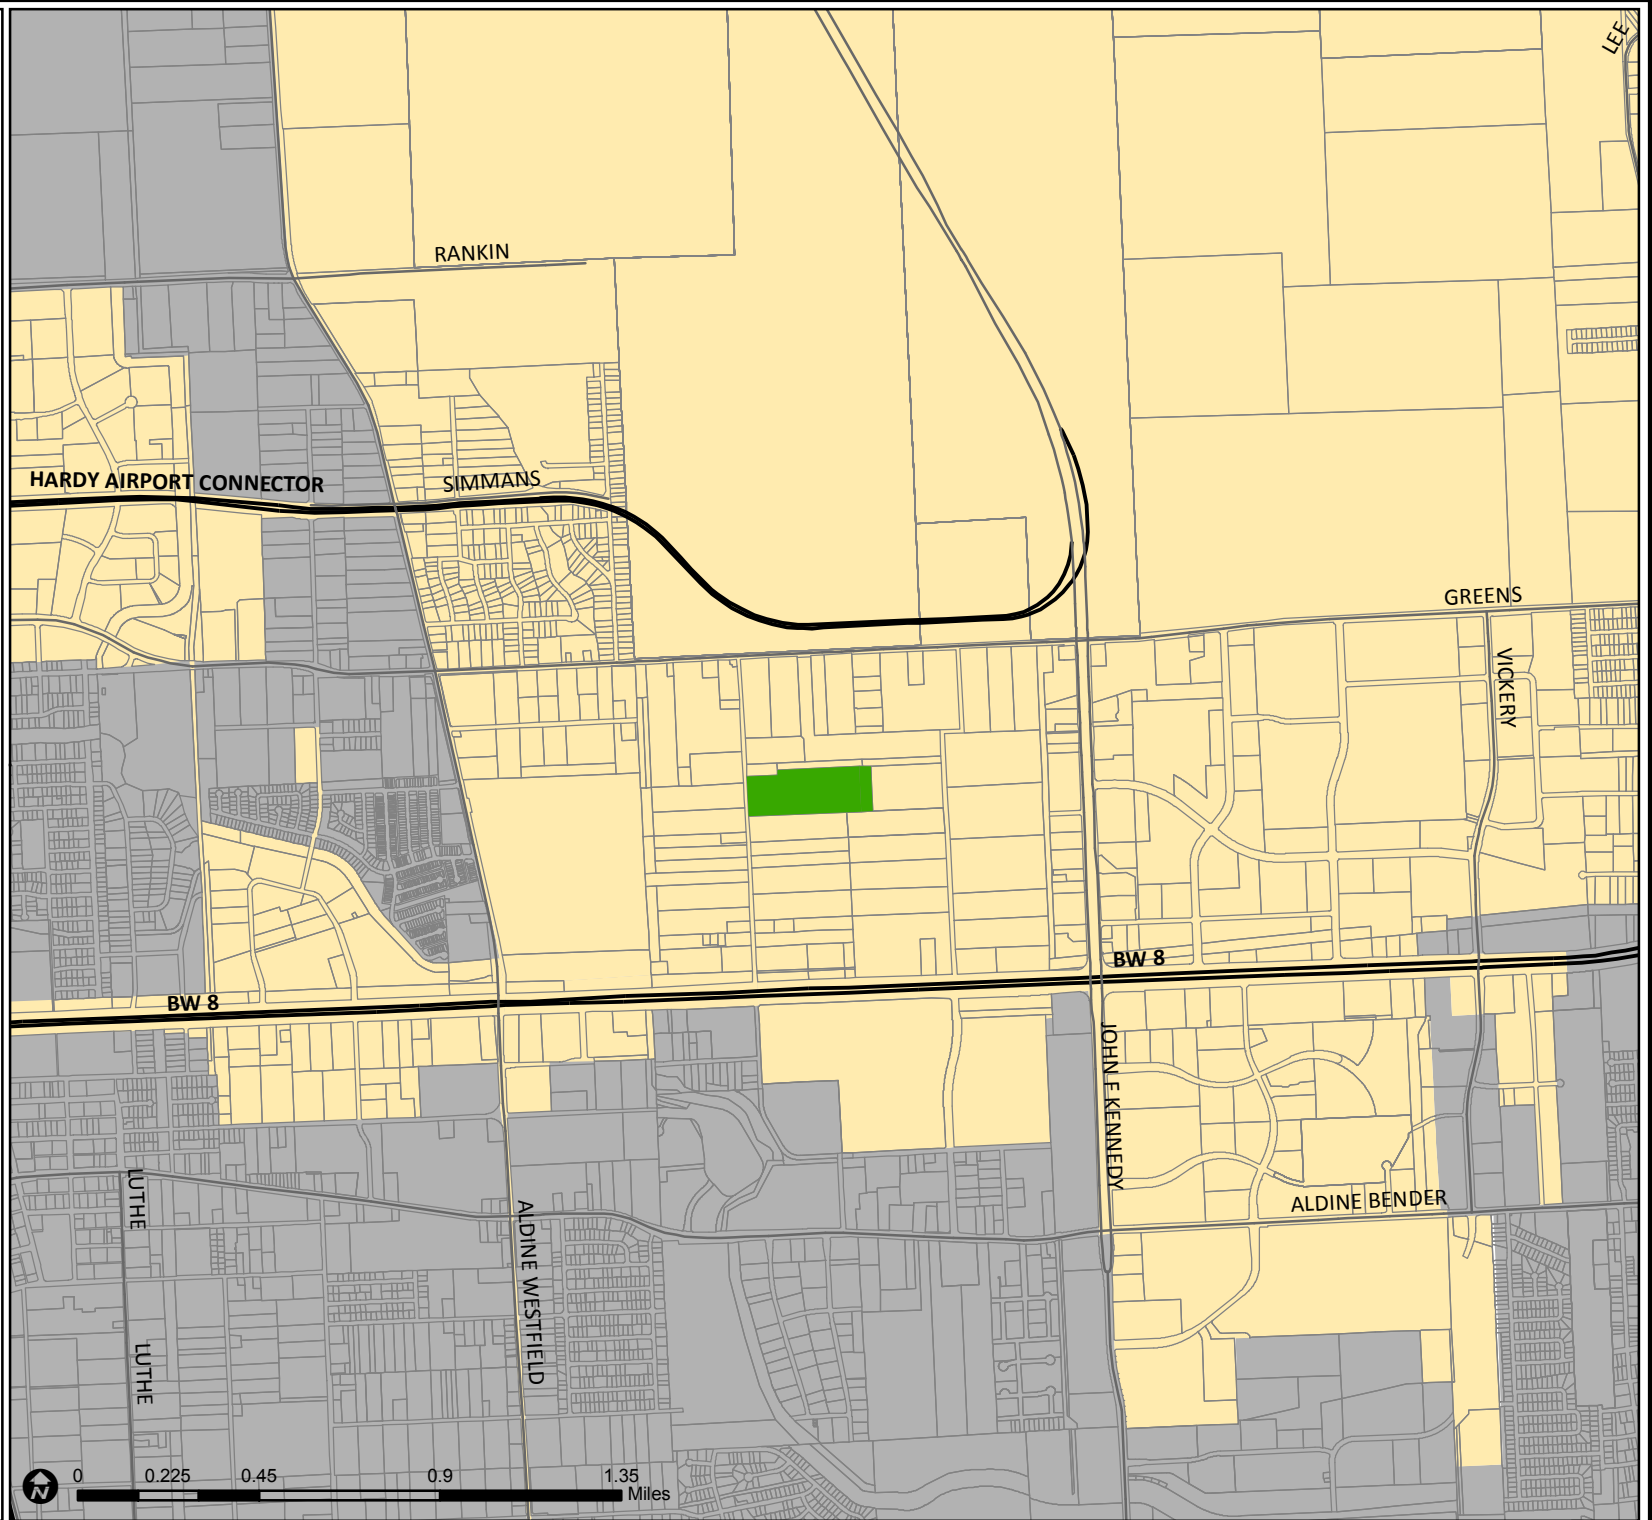 LEE
RANKIN
HARDY AIRPORT CONNECTOR
SIMMANS
GREENS
VICKERY
BW 8
BW 8
JOHN F KENNEDY
LUTHE
ALDINE WESTFIELD
ALDINE BENDER
LUTHE
N
0 0.225 0.45 0.9 1.35
Miles